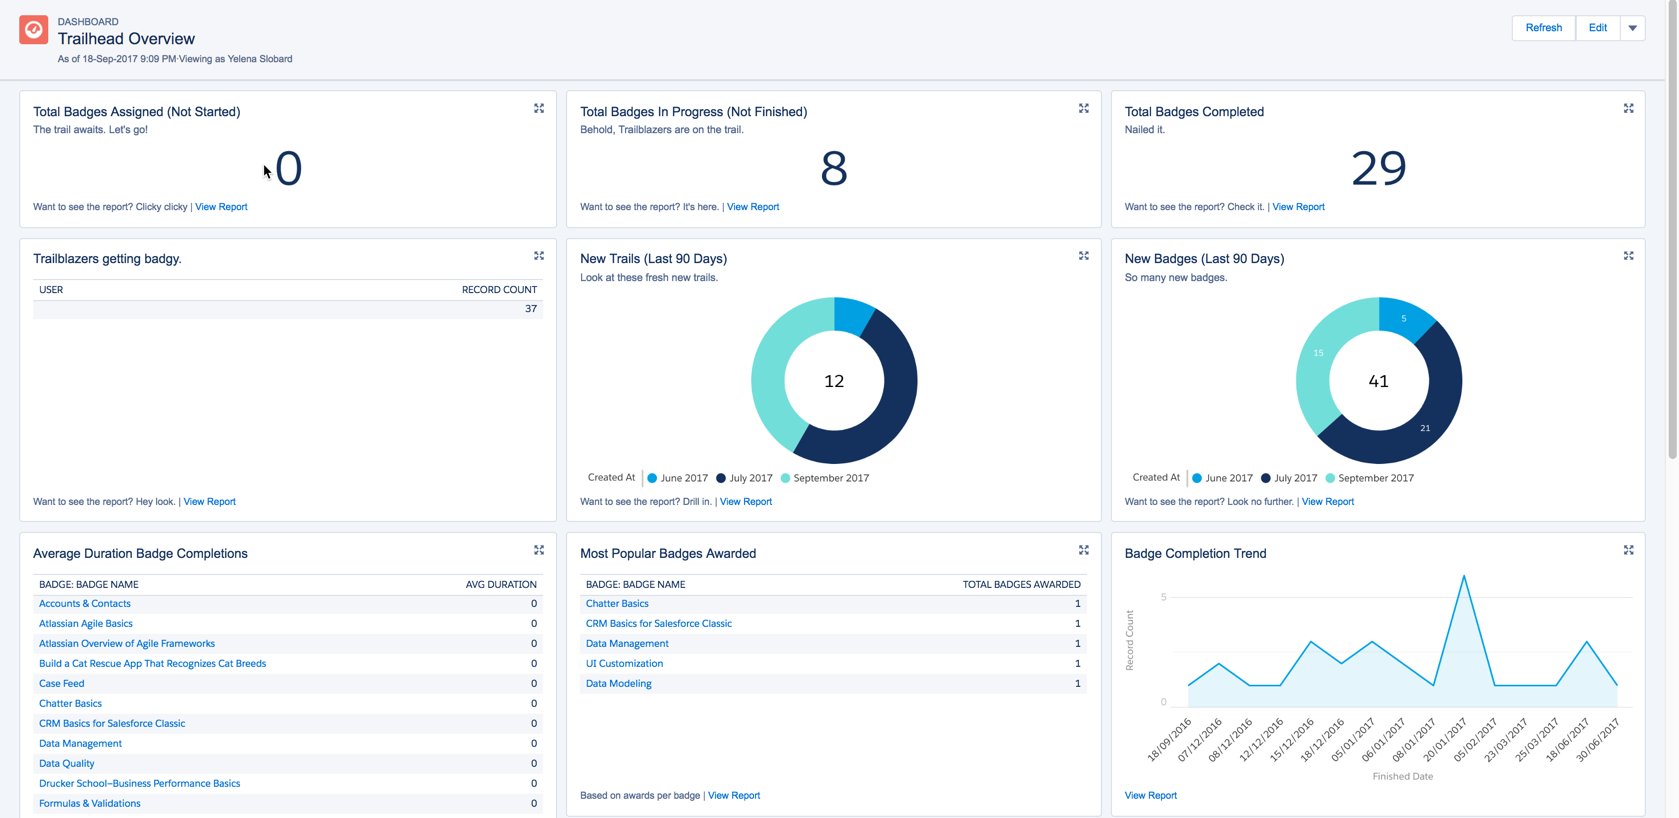 DASHBOARD
Trailhead Overview
As of 18-Sep-2017 9:09 PM·Viewing as Yelena Slobard
Refresh
Edit
Total Badges Assigned (Not Started)
The trail awaits. Let's go!
0
Want to see the report? Clicky clicky | View Report
Total Badges In Progress (Not Finished)
Behold, Trailblazers are on the trail.
8
Want to see the report? It's here. | View Report
Total Badges Completed
Nailed it.
29
Want to see the report? Check it. | View Report
Trailblazers getting badgy.
USER RECORD COUNT
37
Want to see the report? Hey look. | View Report
New Trails (Last 90 Days)
Look at these fresh new trails.
12
Created At June 2017 July 2017 September 2017
Want to see the report? Drill in. | View Report
New Badges (Last 90 Days)
So many new badges.
5
15
41
21
Created At June 2017 July 2017 September 2017
Want to see the report? Look no further. | View Report
Average Duration Badge Completions
BADGE: BADGE NAME AVG DURATION
Accounts & Contacts 0
Atlassian Agile Basics 0
Atlassian Overview of Agile Frameworks 0
Build a Cat Rescue App That Recognizes Cat Breeds 0
Case Feed 0
Chatter Basics 0
CRM Basics for Salesforce Classic 0
Data Management 0
Data Quality 0
Drucker School–Business Performance Basics 0
Formulas & Validations 0
Most Popular Badges Awarded
BADGE: BADGE NAME TOTAL BADGES AWARDED
Chatter Basics 1
CRM Basics for Salesforce Classic 1
Data Management 1
UI Customization 1
Data Modeling 1
Based on awards per badge | View Report
Badge Completion Trend
Record Count
5
0
18/09/2016
07/12/2016
08/12/2016
12/12/2016
15/12/2016
18/12/2016
05/01/2017
06/01/2017
08/01/2017
20/01/2017
05/02/2017
23/03/2017
25/03/2017
18/06/2017
30/06/2017
Finished Date
View Report